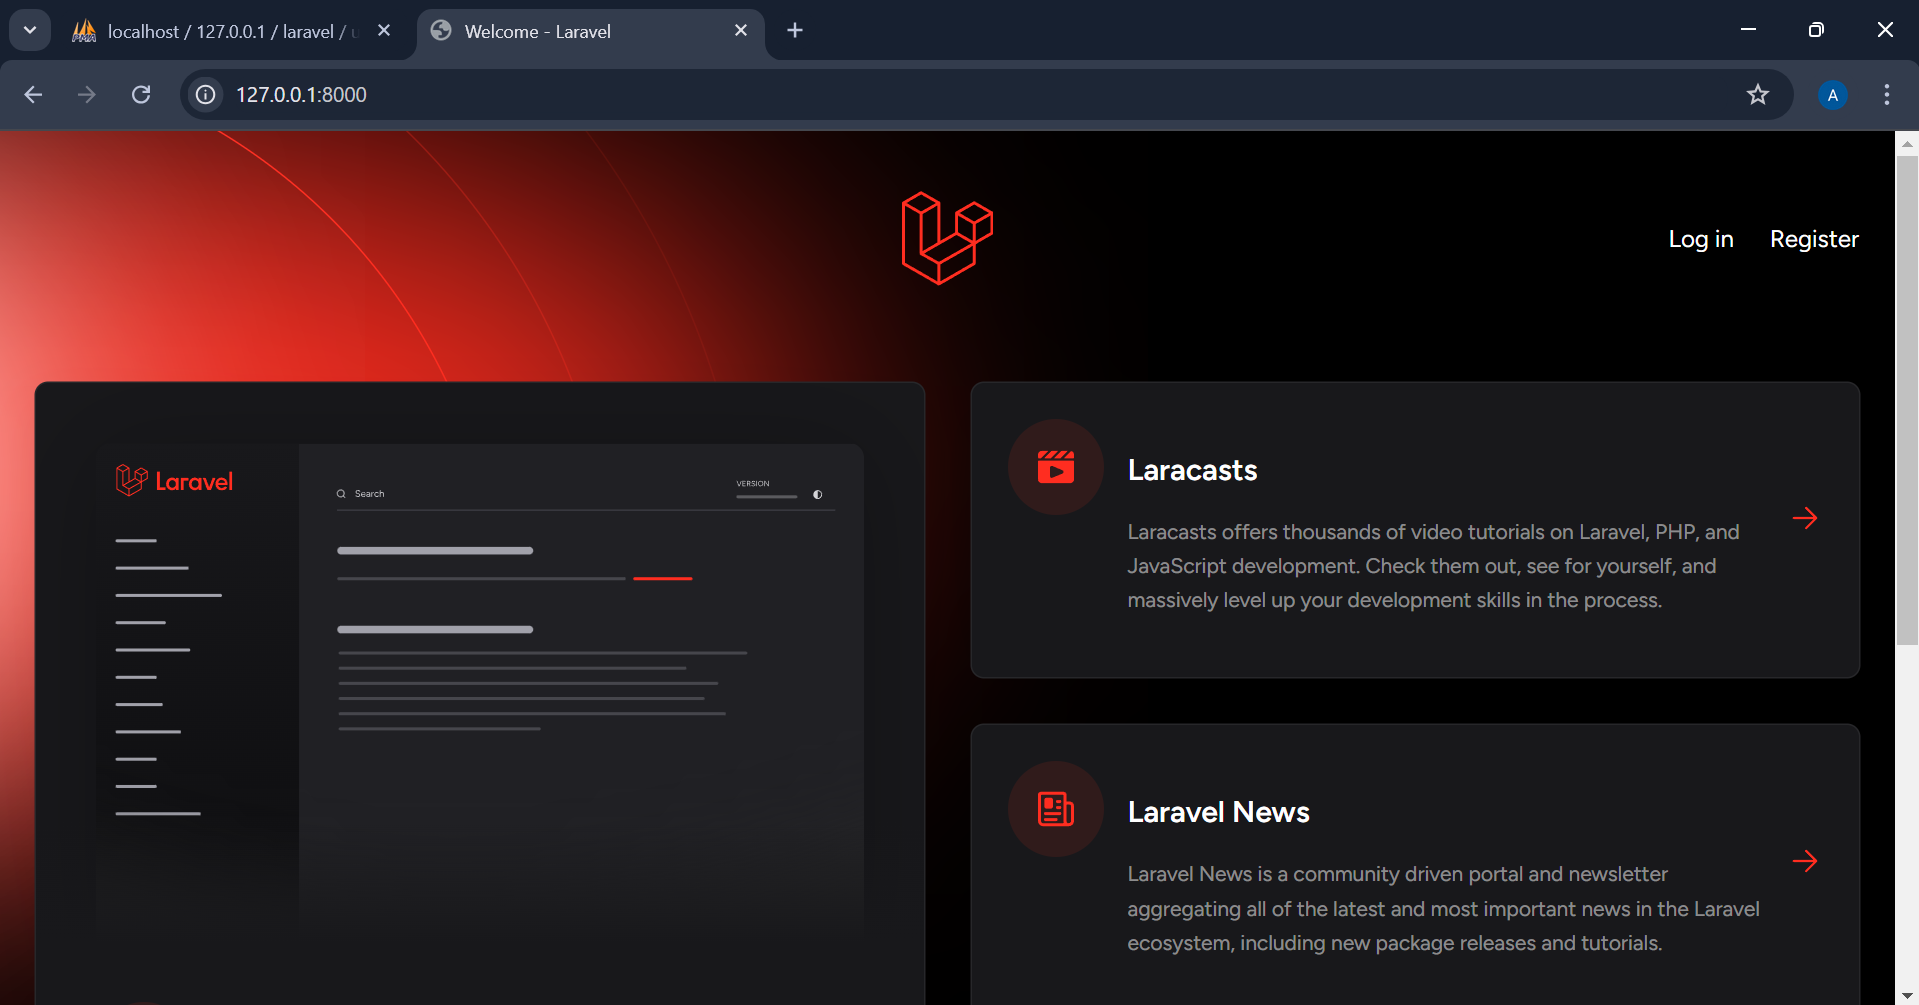 localhost / 127.0.0.1 / laravel /
Welcome - Laravel
127.0.0.1:8000
A
Log in
Register
Laravel
Search
VERSION
Laracasts
Laracasts offers thousands of video tutorials on Laravel, PHP, and
JavaScript development. Check them out, see for yourself, and
massively level up your development skills in the process.
Laravel News
Laravel News is a community driven portal and newsletter
aggregating all of the latest and most important news in the Laravel
ecosystem, including new package releases and tutorials.